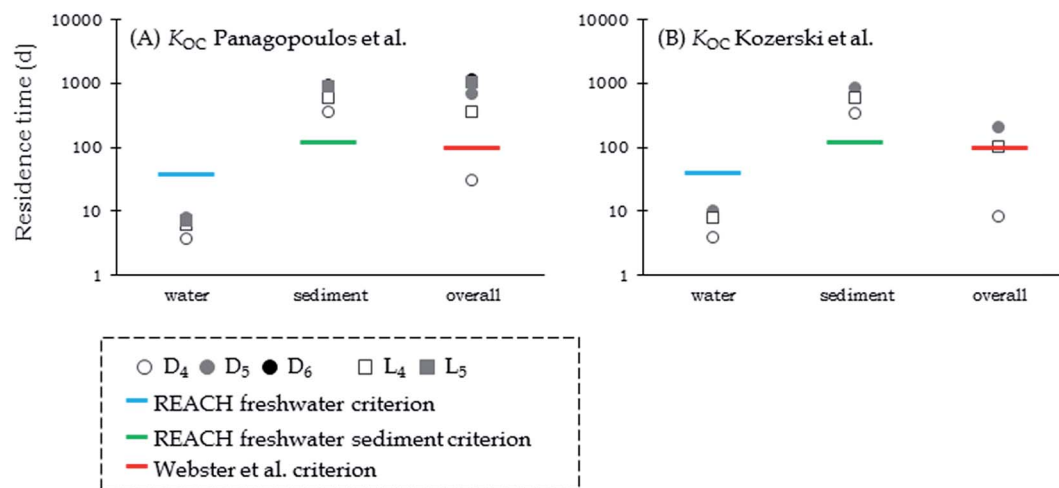 (A) KOC Panagopoulos et al.
Residence time (d)
10000
1000
100
10
1
water sediment overall
(B) KOC Kozerski et al.
10000
1000
100
10
1
water sediment overall
D4 D5 D6 L4 L5
REACH freshwater criterion
REACH freshwater sediment criterion
Webster et al. criterion